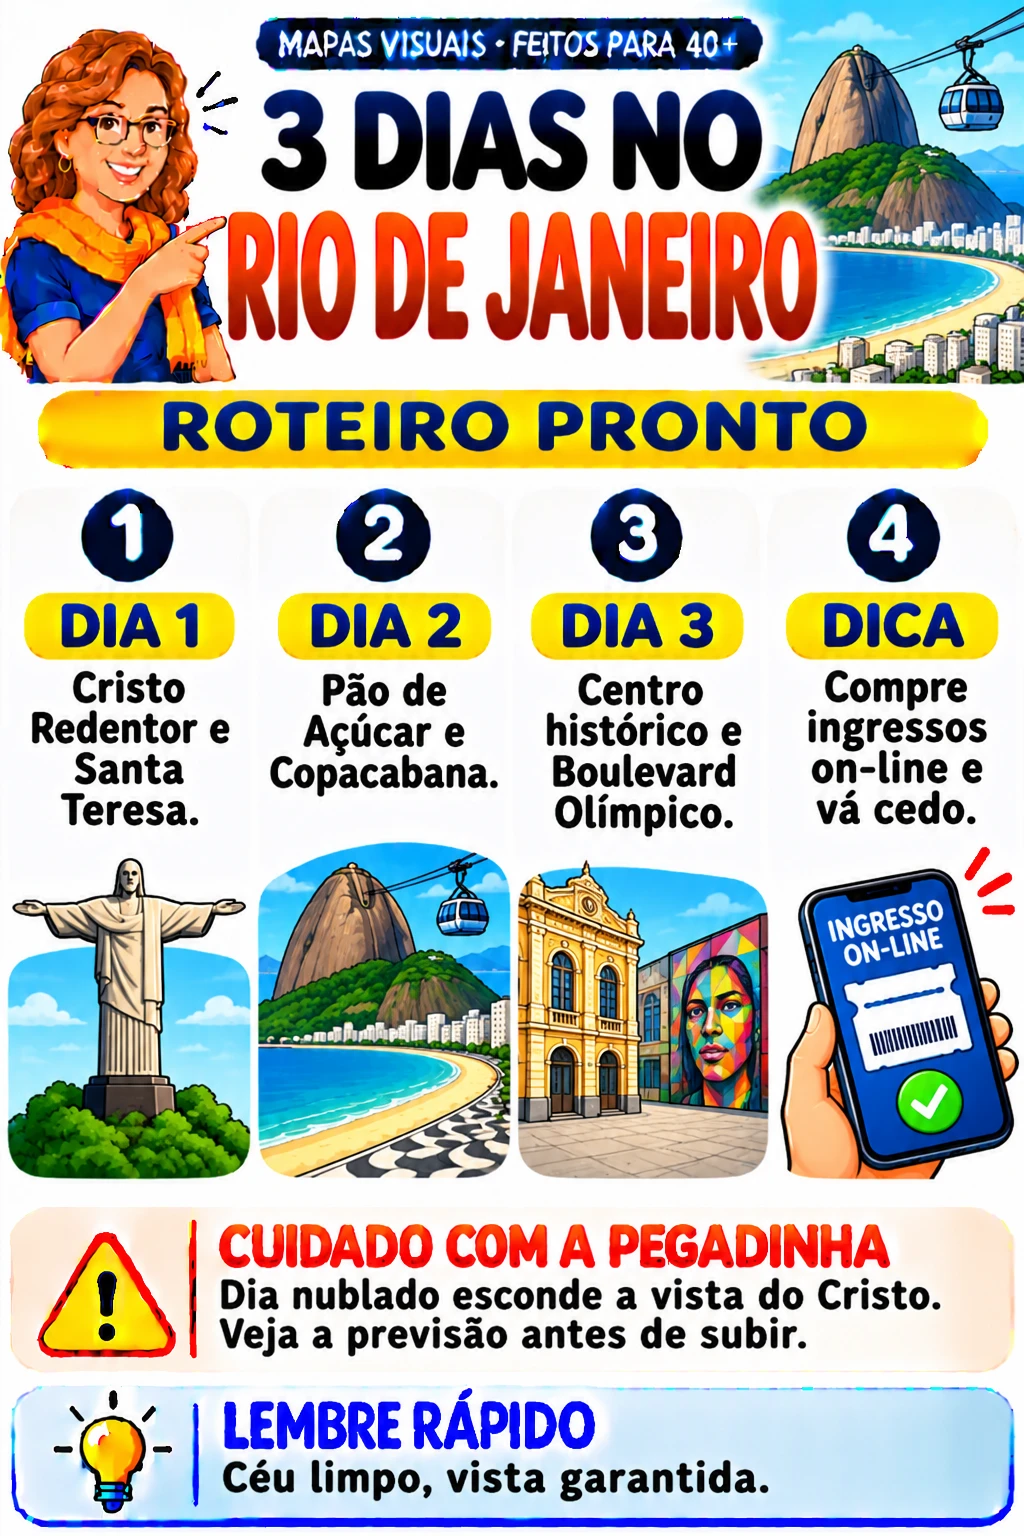 MAPAS VISUAIS • FEITOS PARA 40+
3 DIAS NO
RIO DE JANEIRO
ROTEIRO PRONTO
1
DIA 1
Cristo
Redentor e
Santa
Teresa.
2
DIA 2
Pão de
Açúcar e
Copacabana.
3
DIA 3
Centro
histórico e
Boulevard
Olímpico.
4
DICA
Compre
ingressos
on-line e
vá cedo.
INGRESSO
ON-LINE
CUIDADO COM A PEGADINHA
Dia nublado esconde a vista do Cristo.
Veja a previsão antes de subir.
LEMBRE RÁPIDO
Céu limpo, vista garantida.